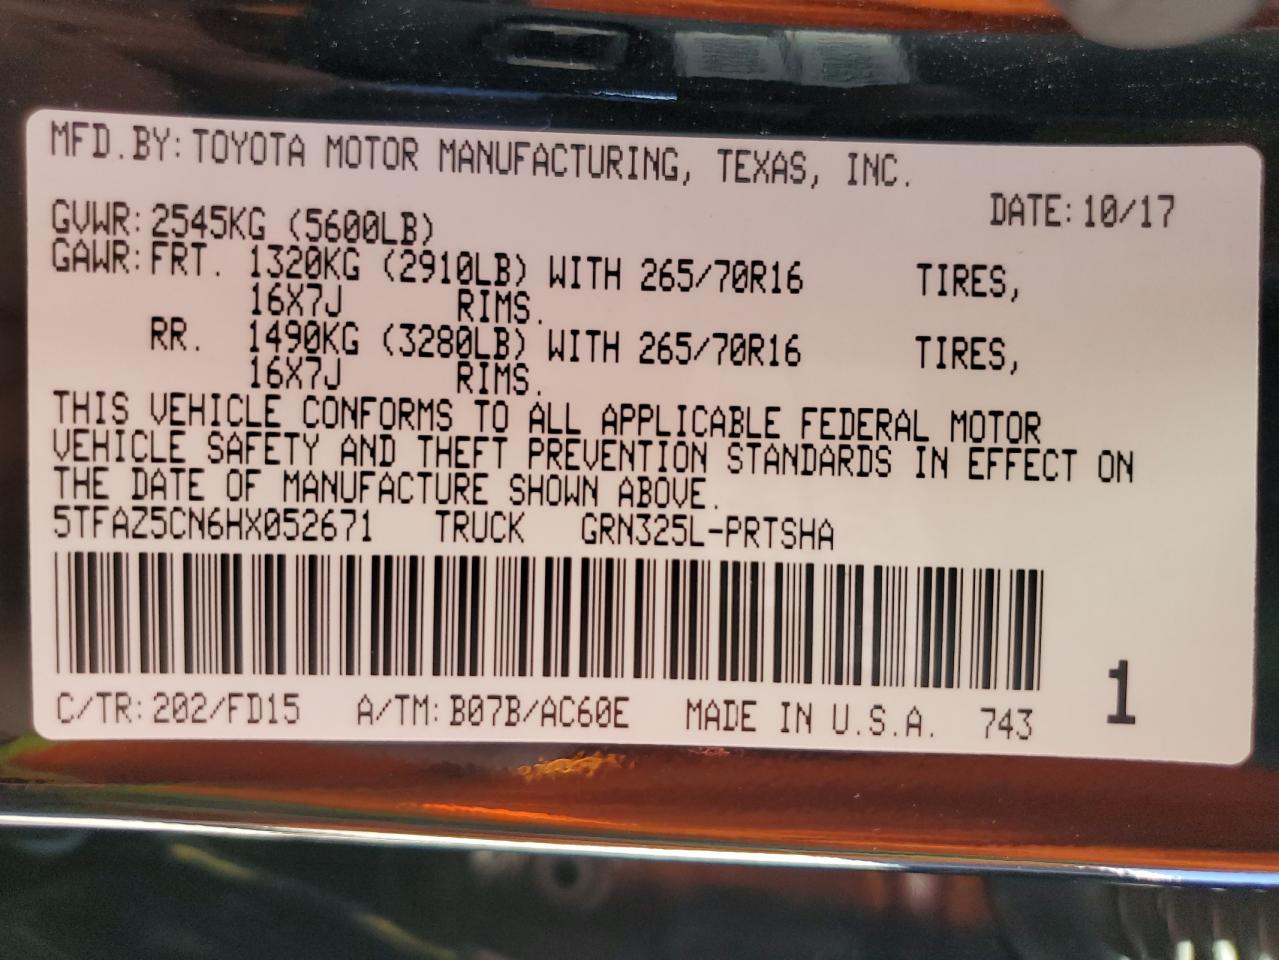 MFD.BY: TOYOTA MOTOR MANUFACTURING, TEXAS, INC.
DATE: 10/17
GVWR: 2545KG (5600LB)
GAWR: FRT. 1320KG (2910LB) WITH 265/70R16 TIRES,
16X7J RIMS.
RR. 1490KG (3280LB) WITH 265/70R16 TIRES,
16X7J RIMS.
THIS VEHICLE CONFORMS TO ALL APPLICABLE FEDERAL MOTOR
VEHICLE SAFETY AND THEFT PREVENTION STANDARDS IN EFFECT ON
THE DATE OF MANUFACTURE SHOWN ABOVE.
5TFAZ5CN6HX052671 TRUCK GRN325L-PRTSHA
C/TR: 202/FD15 A/TM: B07B/AC60E MADE IN U.S.A. 743
1